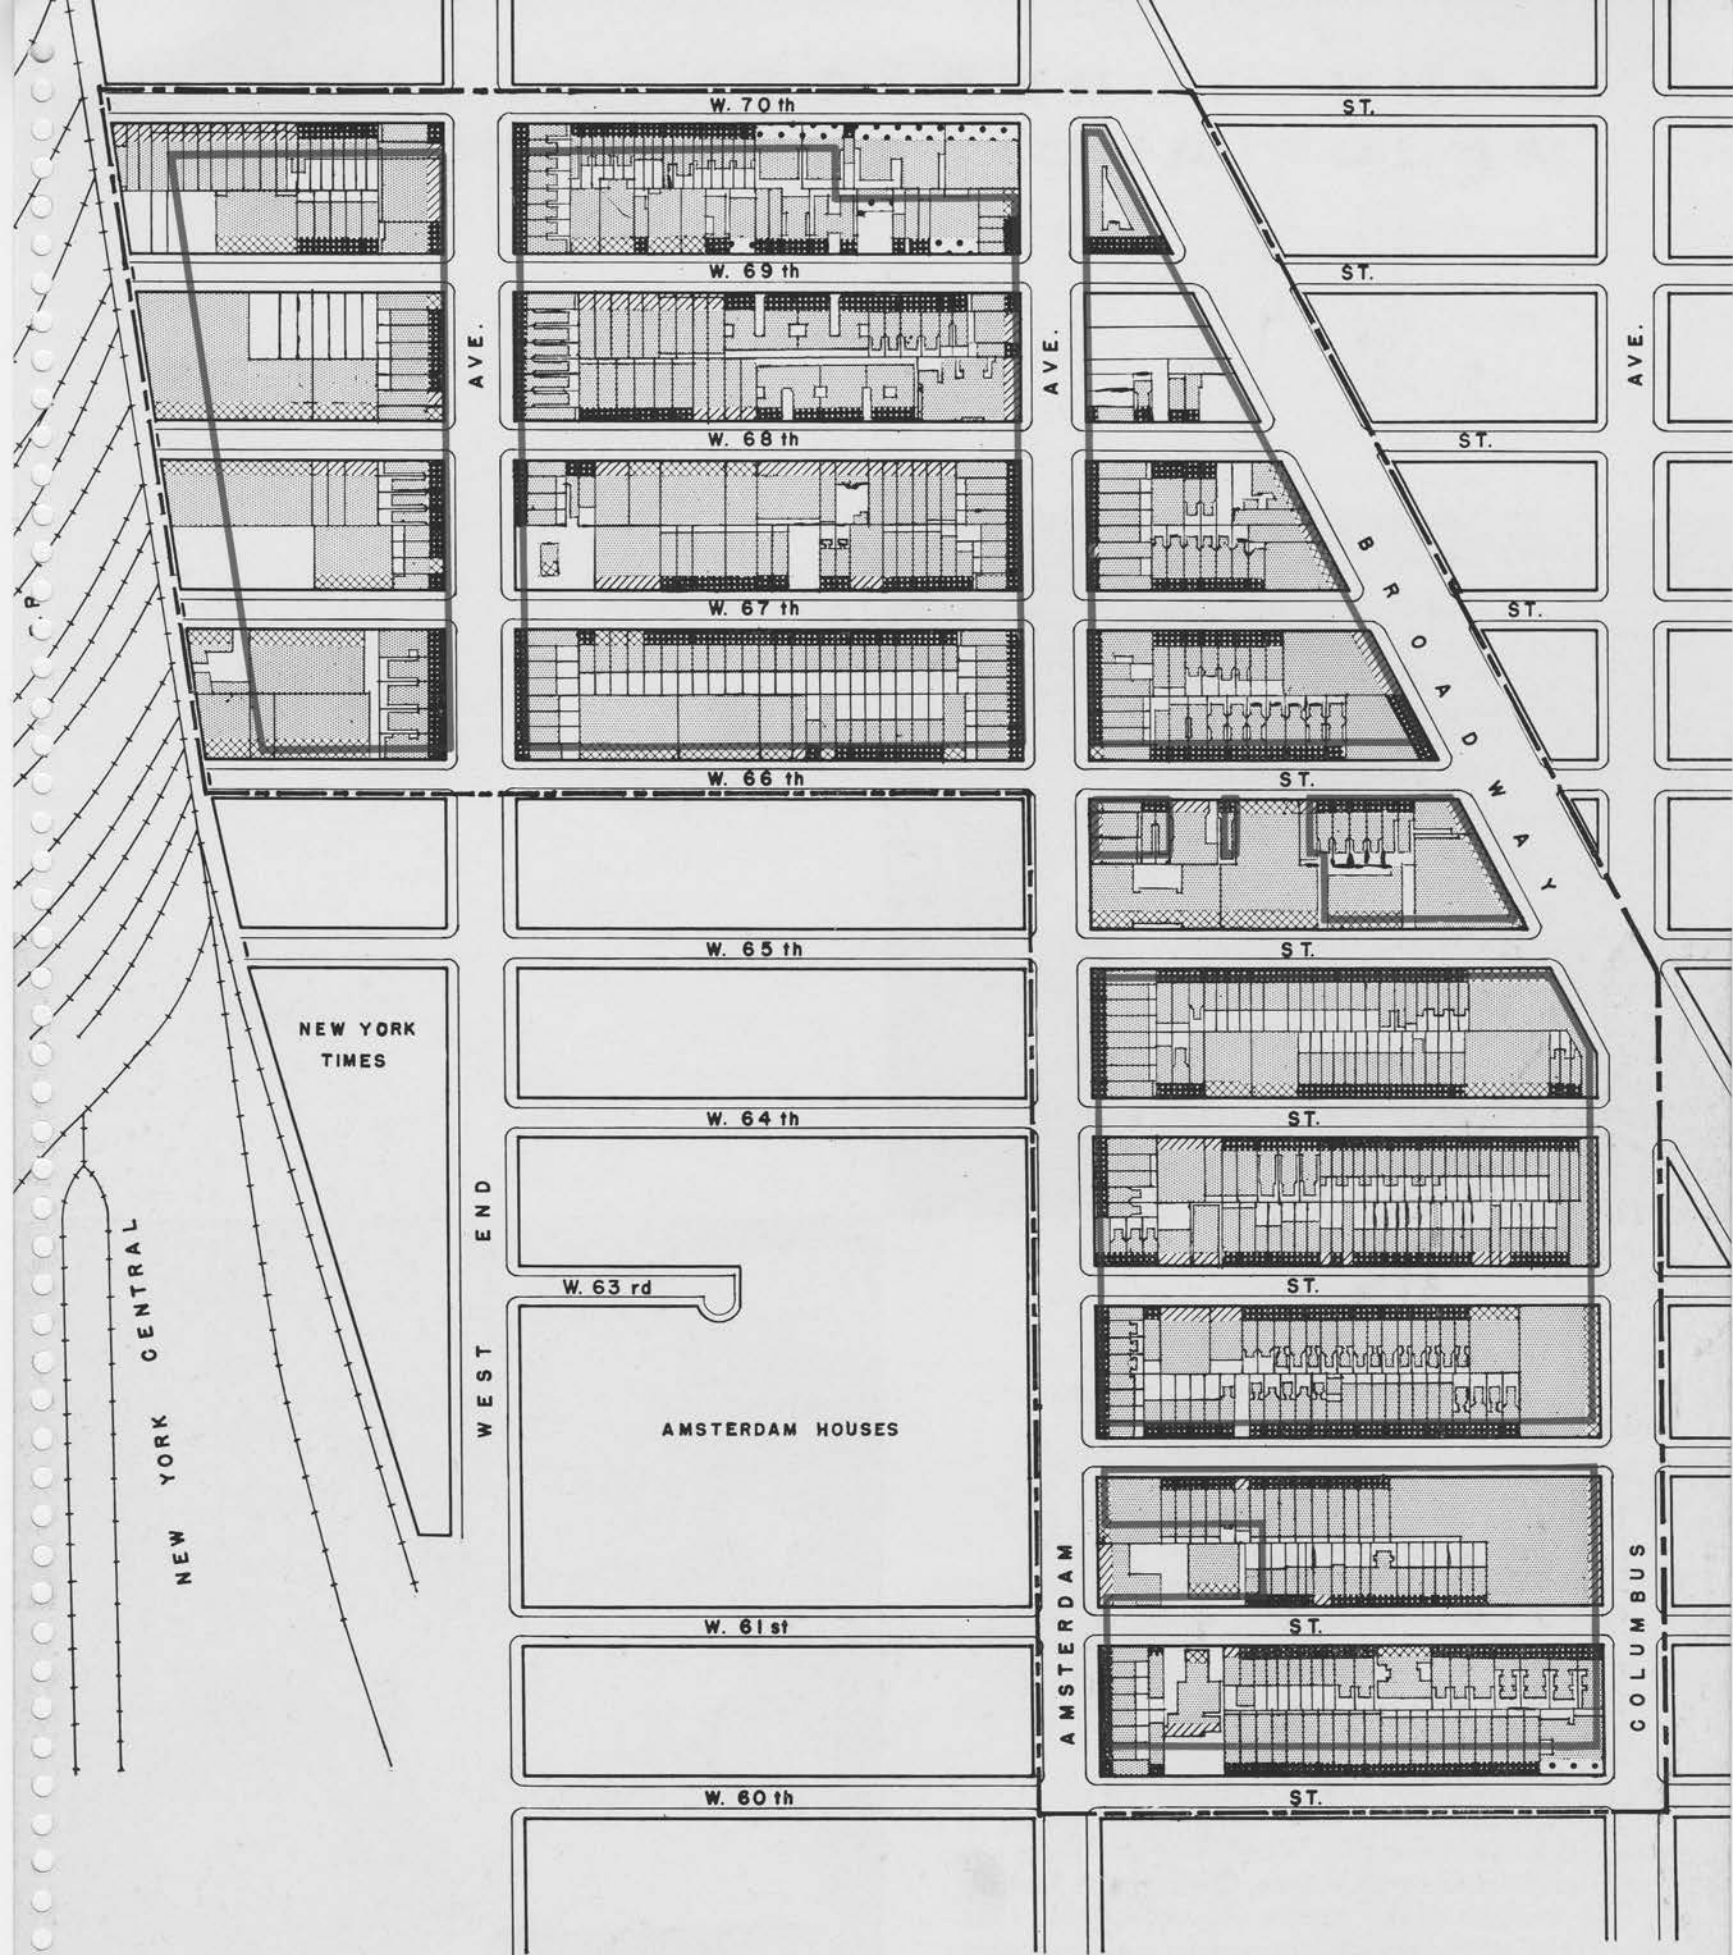 W. 70 th ST.
W. 69 th ST.
AVE. AVE. AVE.
W. 68 th ST.
W. 67 th ST.
BROADWAY
W. 66 th ST.
W. 65 th ST.
NEW YORK
TIMES
W. 64 th ST.
W. 63 rd ST.
WEST END
NEW YORK CENTRAL
AMSTERDAM HOUSES
AMSTERDAM
COLUMBUS
W. 61 st ST.
W. 60 th ST.